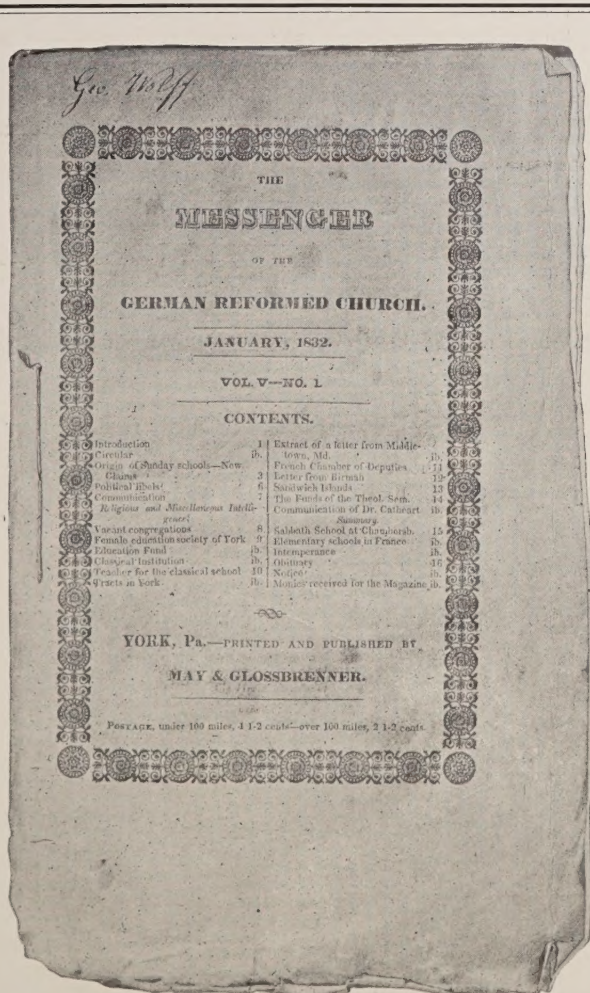 Geo. Wolff
THE
MESSENGER
OF THE
GERMAN REFORMED CHURCH.
JANUARY, 1832.
VOL. V—NO. 1.
CONTENTS.
Introduction 1
Circular ib.
Origin of Sunday schools—New
Claims 3
Political libels 6
Communication 7
Religious and Miscellaneous Intelli-
gence
Vacant congregations 8
Female education society of York 9
Education Fund ib.
Classical Institution ib.
Teacher for the classical school 10
Tracts in York ib.
Extract of a letter from Middle-
town, Md. ib.
French Chamber of Deputies 11
Letter from Birmah 12
Sandwich Islands 13
The Funds of the Theol. Sem. 14
Communication of Dr. Cathcart ib.
Summary
Sabbath School at Chambersb. 15
Elementary schools in France ib.
Intemperance ib.
Obituary 16
Notice ib.
Monies received for the Magazine ib.
YORK, Pa.—PRINTED AND PUBLISHED BY
MAY & GLOSSBRENNER.
POSTAGE, under 100 miles, 1 1-2 cents—over 100 miles, 2 1-2 cents.